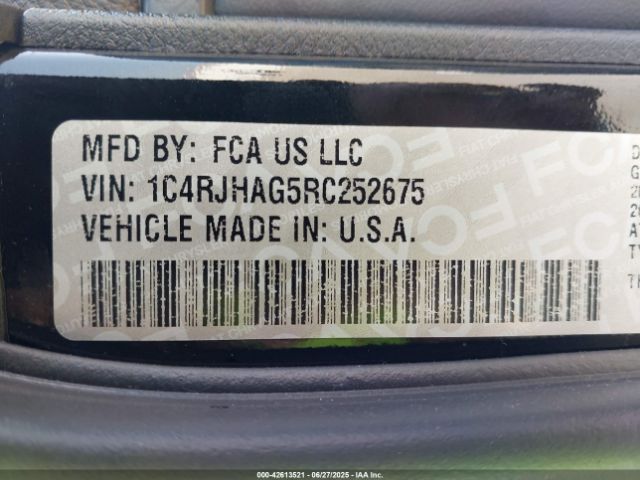 MFD BY: FCA US LLC
VIN: 1C4RJHAG5RC252675
VEHICLE MADE IN: U.S.A.
000-42613521 - 06/27/2025 - IAA Inc.